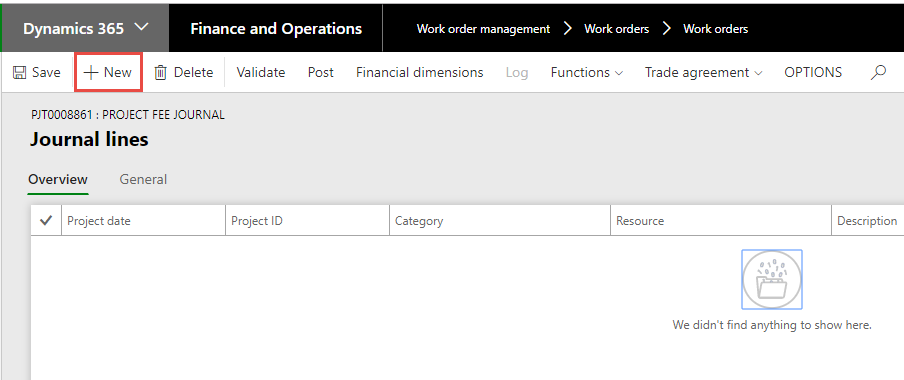 Dynamics 365 Finance and Operations Work order management Work orders Work orders
Save New Delete Validate Post Financial dimensions Log Functions Trade agreement OPTIONS
PJT0008861 : PROJECT FEE JOURNAL
Journal lines
Overview General
Project date Project ID Category Resource Description
We didn't find anything to show here.